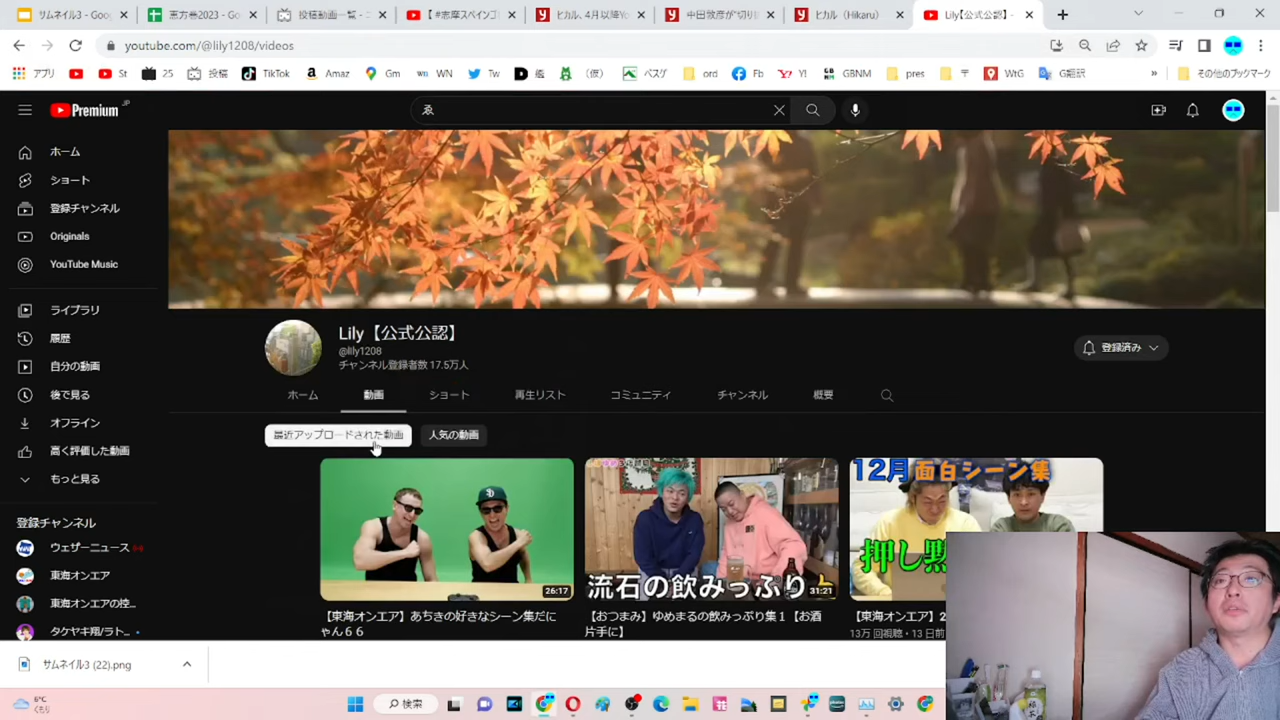 サムネイル3 - Goo
恵方巻2023 - Go
投稿動画一覧 - ニ
【 #志摩スペインゴ
ヒカル、4月以降Yo
中田敦彦が"切り
ヒカル（Hikaru）
Lily【公式公認】 -
youtube.com/@lily1208/videos
アプリ
St
25
投稿
TikTok
Amaz
Gm
WN
Tw
艦
（仮）
バスゲ
ord
Fb
Y!
GBNM
pres
〒
WtG
G翻訳
その他のブックマーク
Premium JP
ゑ
ホーム
ショート
登録チャンネル
Originals
YouTube Music
ライブラリ
履歴
自分の動画
後で見る
オフライン
高く評価した動画
もっと見る
登録チャンネル
ウェザーニュース
東海オンエア
東海オンエアの控...
タケヤキ翔/ラト...
Lily【公式公認】
@lily1208
チャンネル登録者数 17.5万人
登録済み
ホーム
動画
ショート
再生リスト
コミュニティ
チャンネル
概要
最近アップロードされた動画
人気の動画
26:17
流石の飲みっぷり
31:21
12月面白シーン集
押し黙
【東海オンエア】あちきの好きなシーン集だに
ゃん６６
【おつまみ】ゆめまるの飲みっぷり集１【お酒
片手に】
【東海オンエア】2
13万 回視聴・13 日前
サムネイル3 (22).png
6°C
くもり
検索